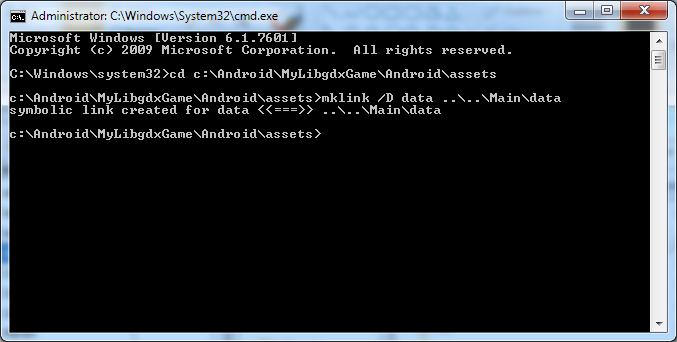 Administrator: C:\Windows\System32\cmd.exe
Microsoft Windows [Version 6.1.7601]
Copyright (c) 2009 Microsoft Corporation.  All rights reserved.
C:\Windows\system32>cd c:\Android\MyLibgdxGame\Android\assets
c:\Android\MyLibgdxGame\Android\assets>mklink /D data ..\..\Main\data
symbolic link created for data <<===>> ..\..\Main\data
c:\Android\MyLibgdxGame\Android\assets>